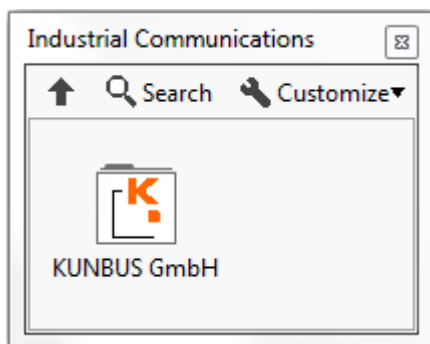 Industrial Communications
Search Customize
K
KUNBUS GmbH